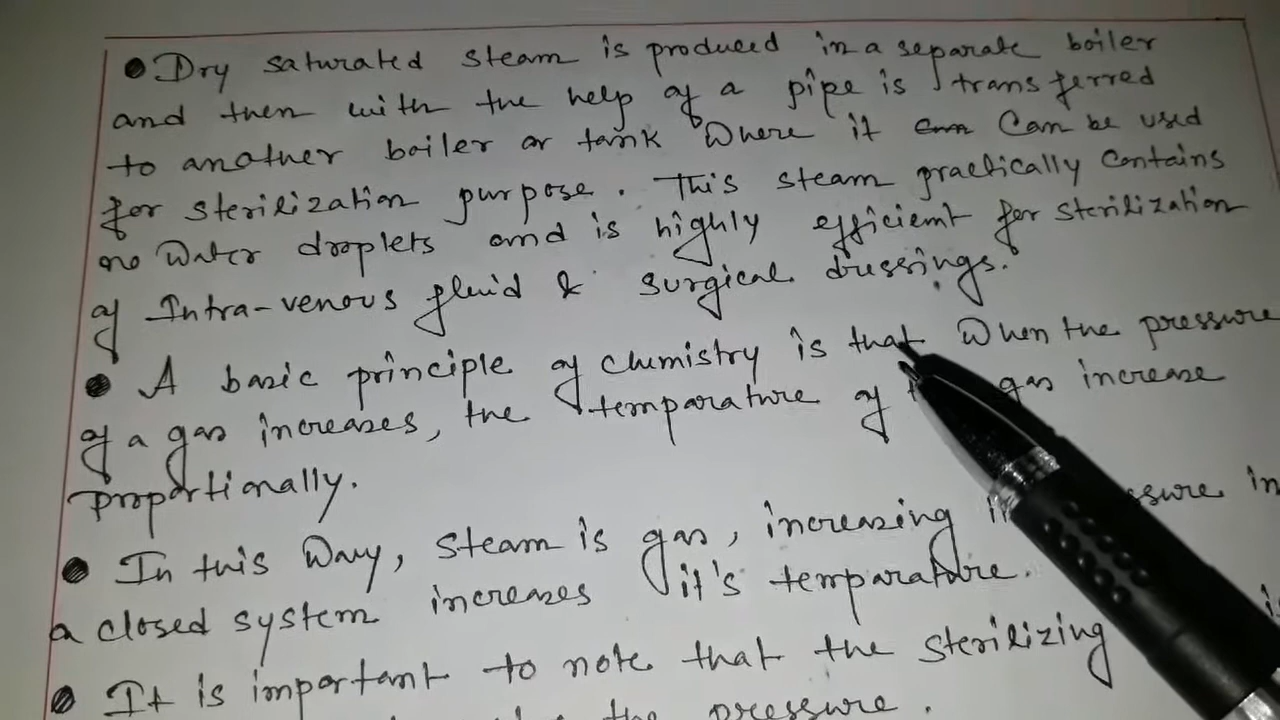 ● Dry saturated steam is produced in a separate boiler
and then with the help of a pipe is transferred
to another boiler or tank where it can be used
for sterilization purpose. This steam practically contains
no water droplets and is highly efficient for sterilization
of Intra-venous fluid & surgical dressings.
● A basic principle of chemistry is that when the pressure
of a gas increases, the temparature of gas increase
proportionally.
● In this way, steam is gas, increasing in
a closed system increases it's temparature.
● It is important to note that the sterilizing
the pressure.